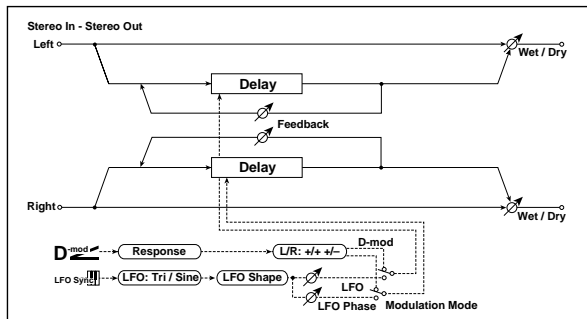 Stereo In - Stereo Out
Left
Wet / Dry
Delay
Feedback
Delay
Right
Wet / Dry
D-mod
D-mod
Response
L/R: +/+ +/–
LFO Sync
LFO: Tri / Sine
LFO Shape
LFO
LFO Phase
Modulation Mode